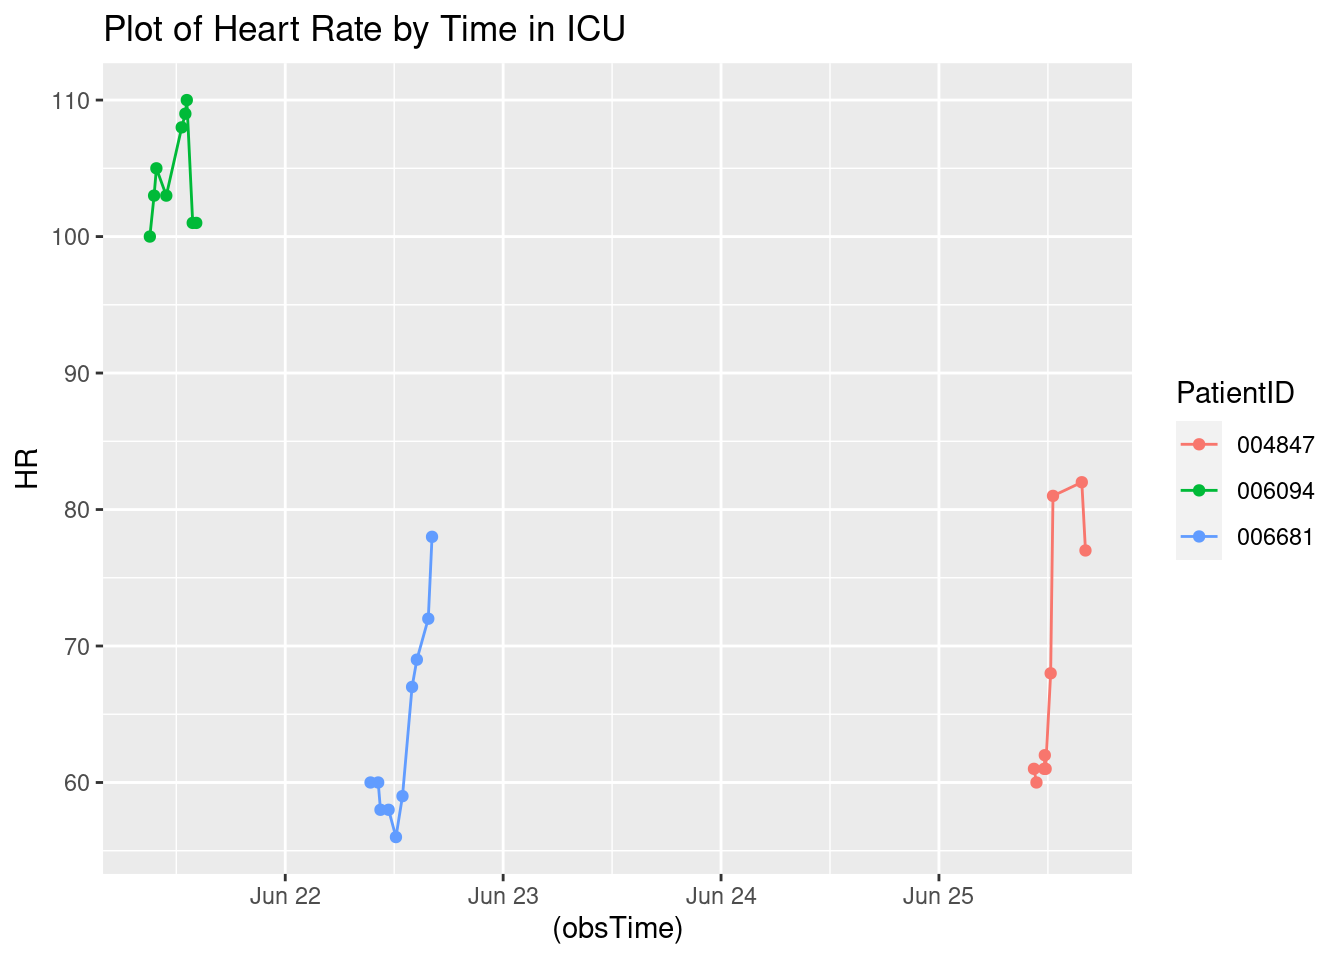 Plot of Heart Rate by Time in ICU
110
100
90
80
70
60
HR
Jun 22
Jun 23
Jun 24
Jun 25
(obsTime)
PatientID
004847
006094
006681